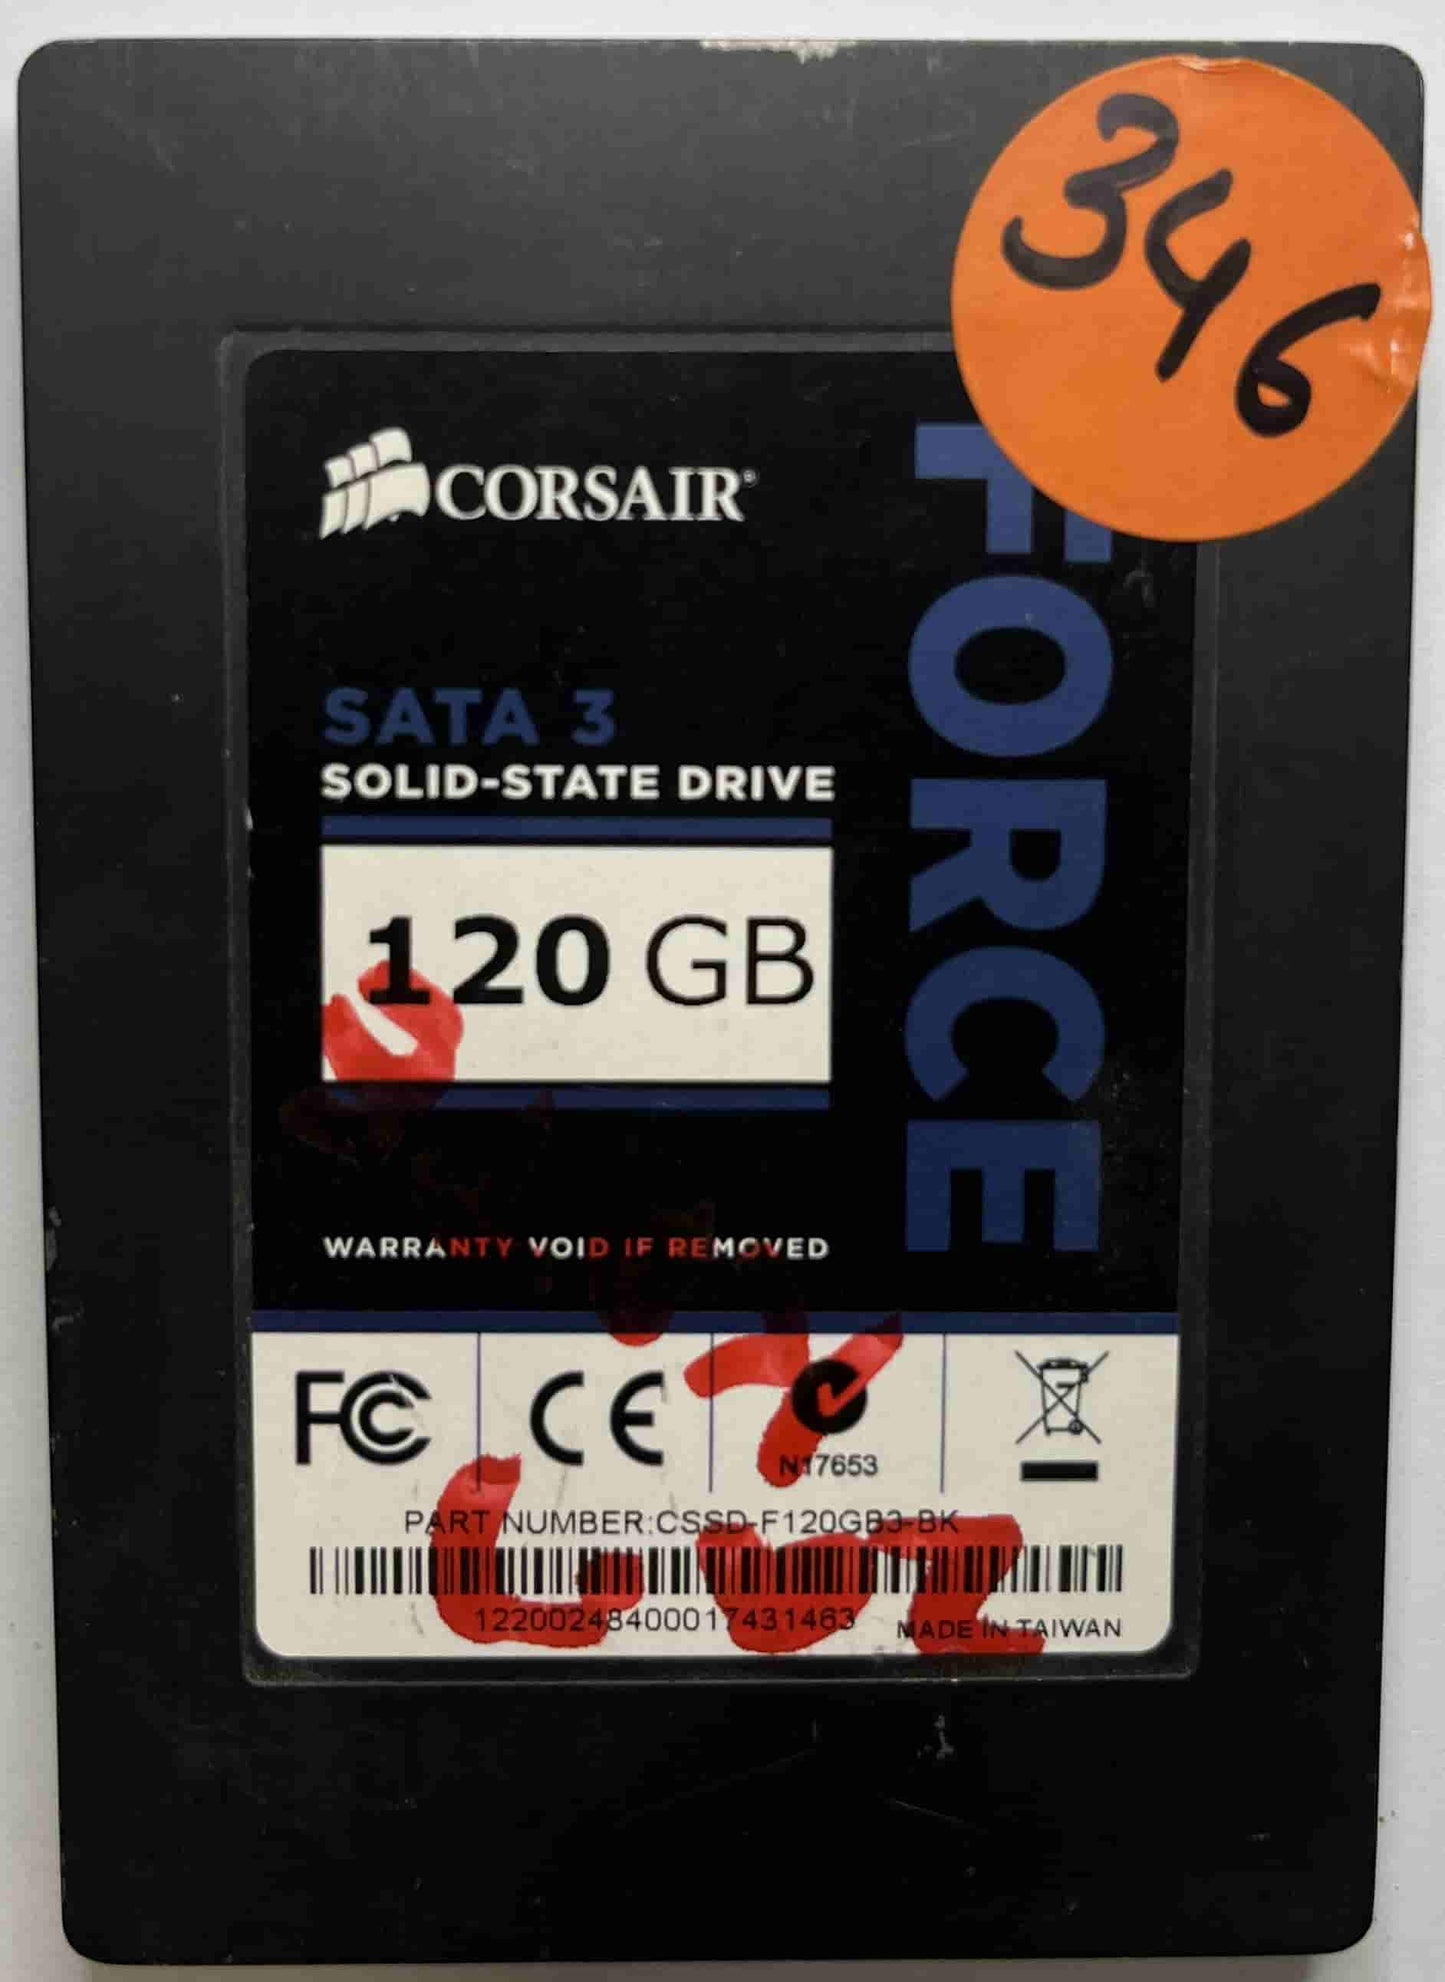 346
CORSAIR®
FORCE
SATA 3
SOLID-STATE DRIVE
120 GB
WARRANTY VOID IF REMOVED
FC CE
N17653
PART NUMBER:CSSD-F120GB3-BK
12200248400017431463
MADE IN TAIWAN